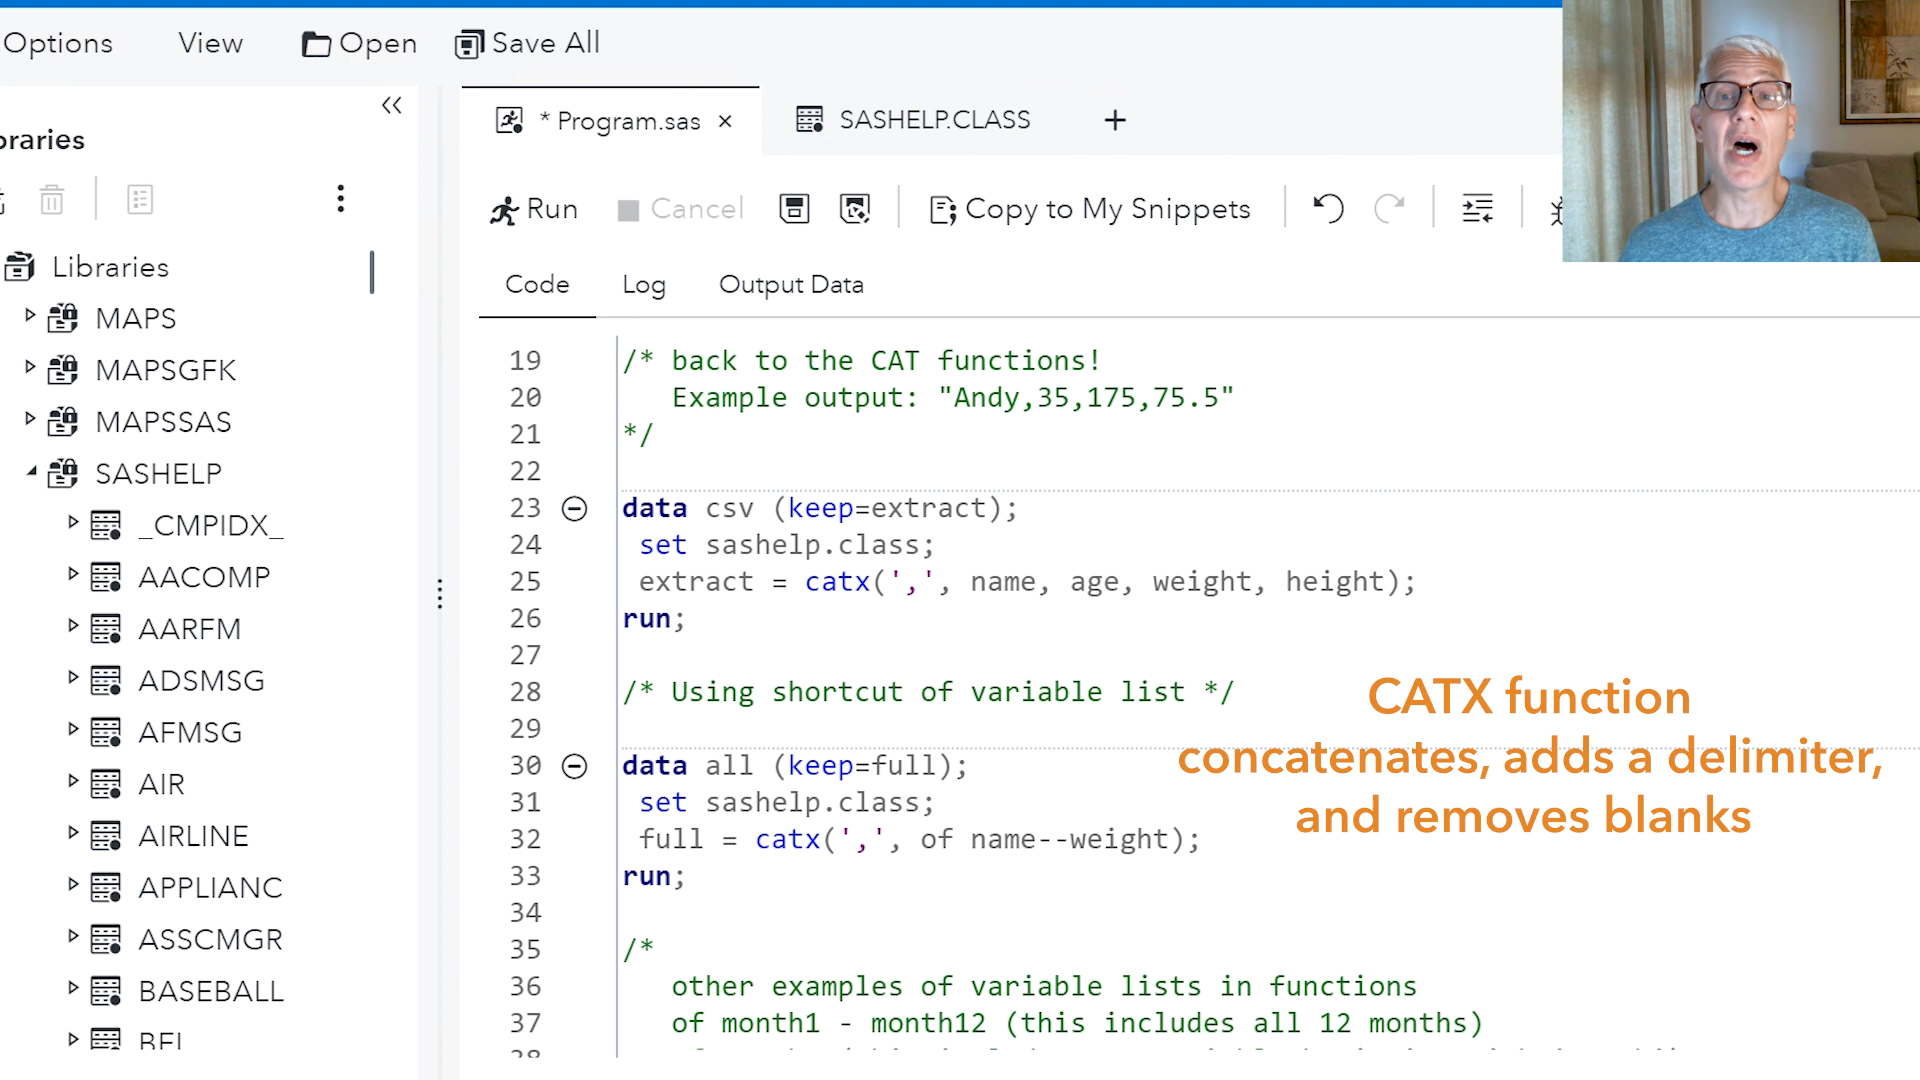 Options View Open Save All
braries
* Program.sas × SASHELP.CLASS +
Run Cancel Copy to My Snippets
Code Log Output Data
Libraries
MAPS
MAPSGFK
MAPSSAS
SASHELP
_CMPIDX_
AACOMP
AARFM
ADSMSG
AFMSG
AIR
AIRLINE
APPLIANC
ASSCMGR
BASEBALL
19 /* back to the CAT functions!
20 Example output: "Andy,35,175,75.5"
21 */
22
23 data csv (keep=extract);
24 set sashelp.class;
25 extract = catx(',', name, age, weight, height);
26 run;
27
28 /* Using shortcut of variable list */
29
30 data all (keep=full);
31 set sashelp.class;
32 full = catx(',', of name--weight);
33 run;
34
35 /*
36 other examples of variable lists in functions
37 of month1 - month12 (this includes all 12 months)
38
CATX function
concatenates, adds a delimiter,
and removes blanks